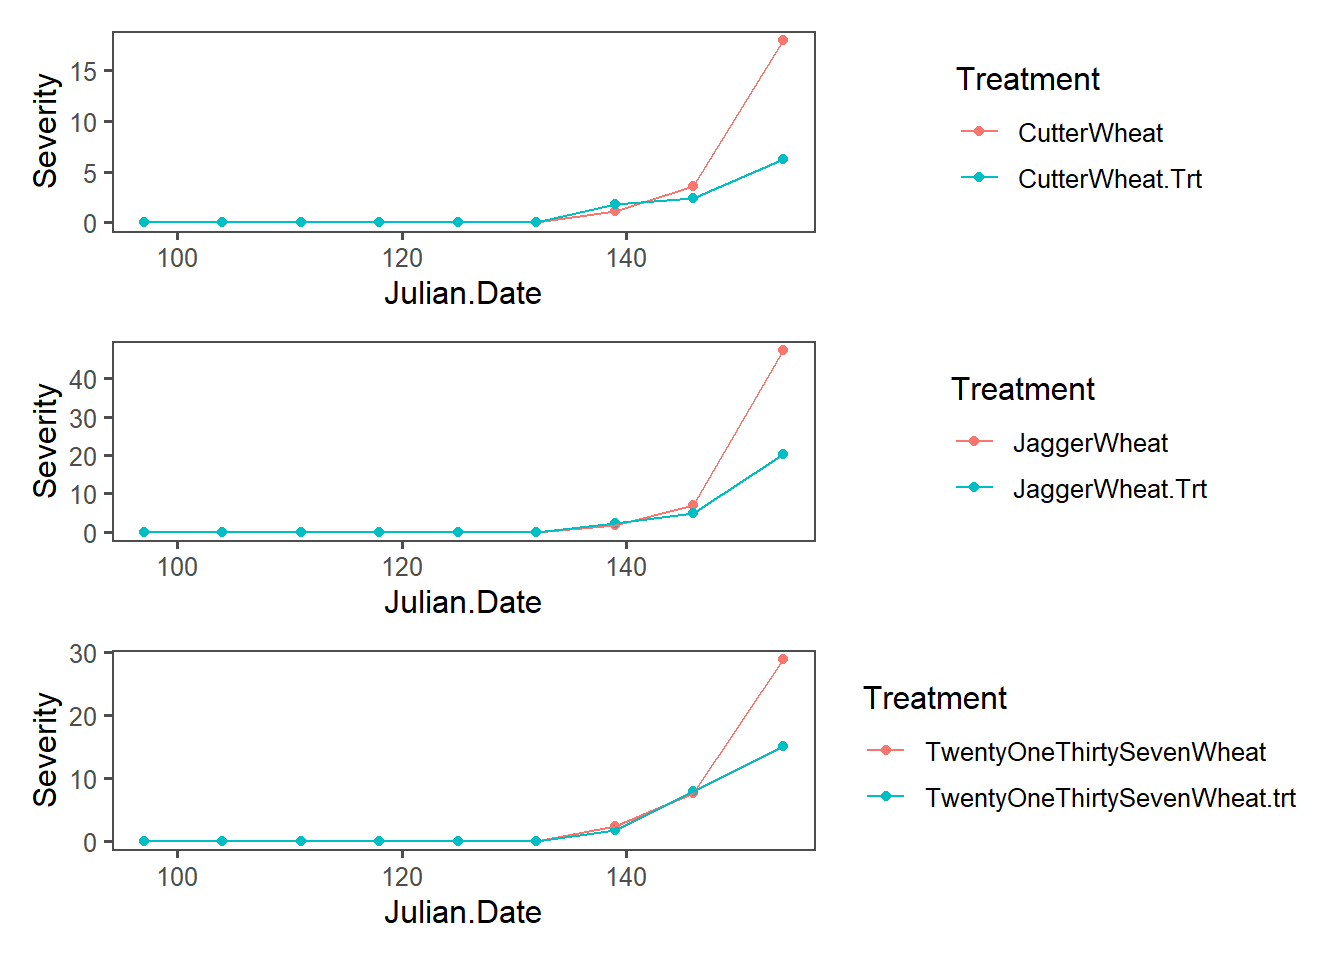 Severity
15
10
5
0
100 120 140
Julian.Date
Treatment
CutterWheat
CutterWheat.Trt
Severity
40
30
20
10
0
100 120 140
Julian.Date
Treatment
JaggerWheat
JaggerWheat.Trt
Severity
30
20
10
0
100 120 140
Julian.Date
Treatment
TwentyOneThirtySevenWheat
TwentyOneThirtySevenWheat.trt